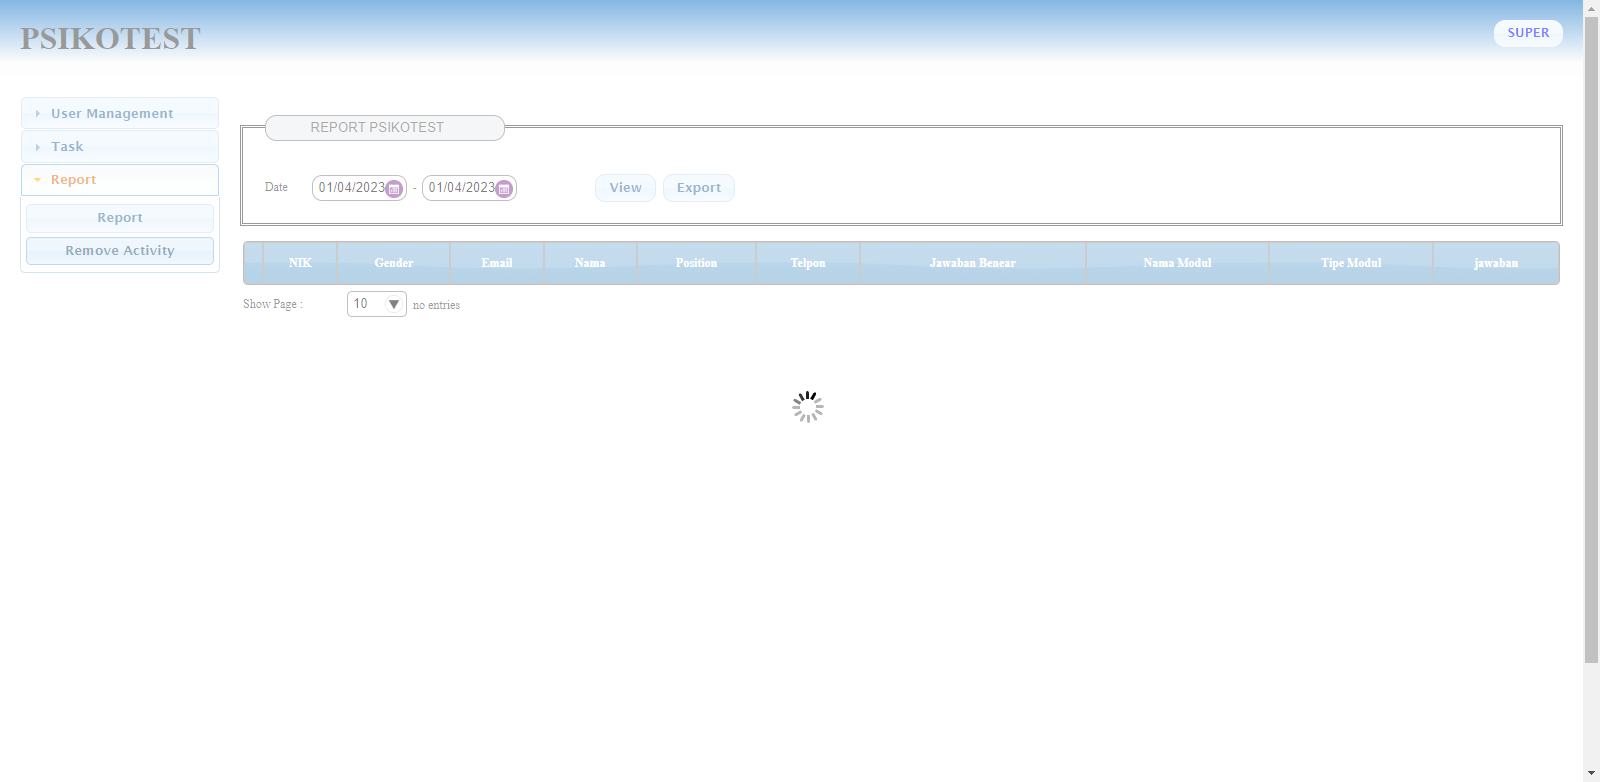 PSIKOTEST
SUPER
User Management
Task
Report
Report
Remove Activity
REPORT PSIKOTEST
Date 01/04/2023 - 01/04/2023 View Export
NIK Gender Email Nama Position Telpon Jawaban Benear Nama Modul Tipe Modul jawaban
Show Page : 10 no entries